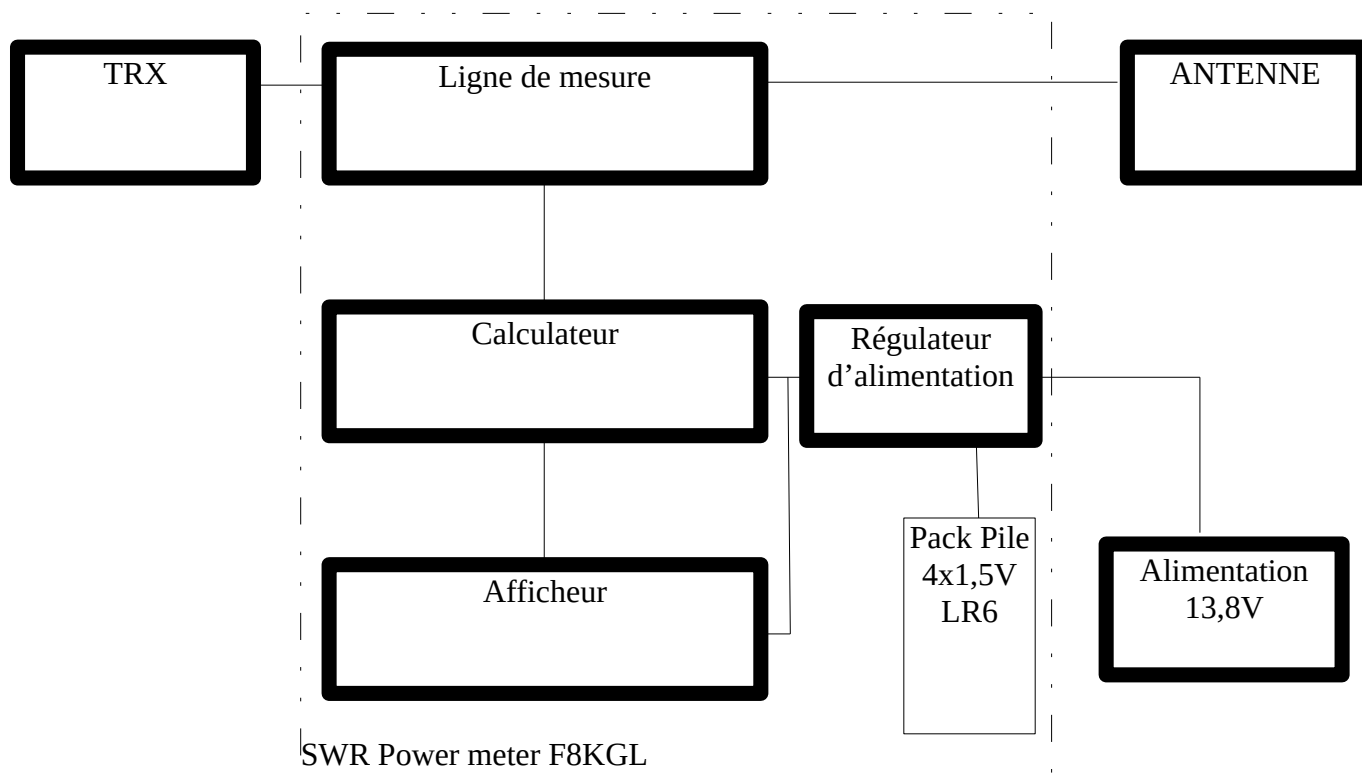 TRX
Ligne de mesure
ANTENNE
Calculateur
Régulateur
d’alimentation
Pack Pile
4x1,5V
LR6
Alimentation
13,8V
Afficheur
SWR Power meter F8KGL